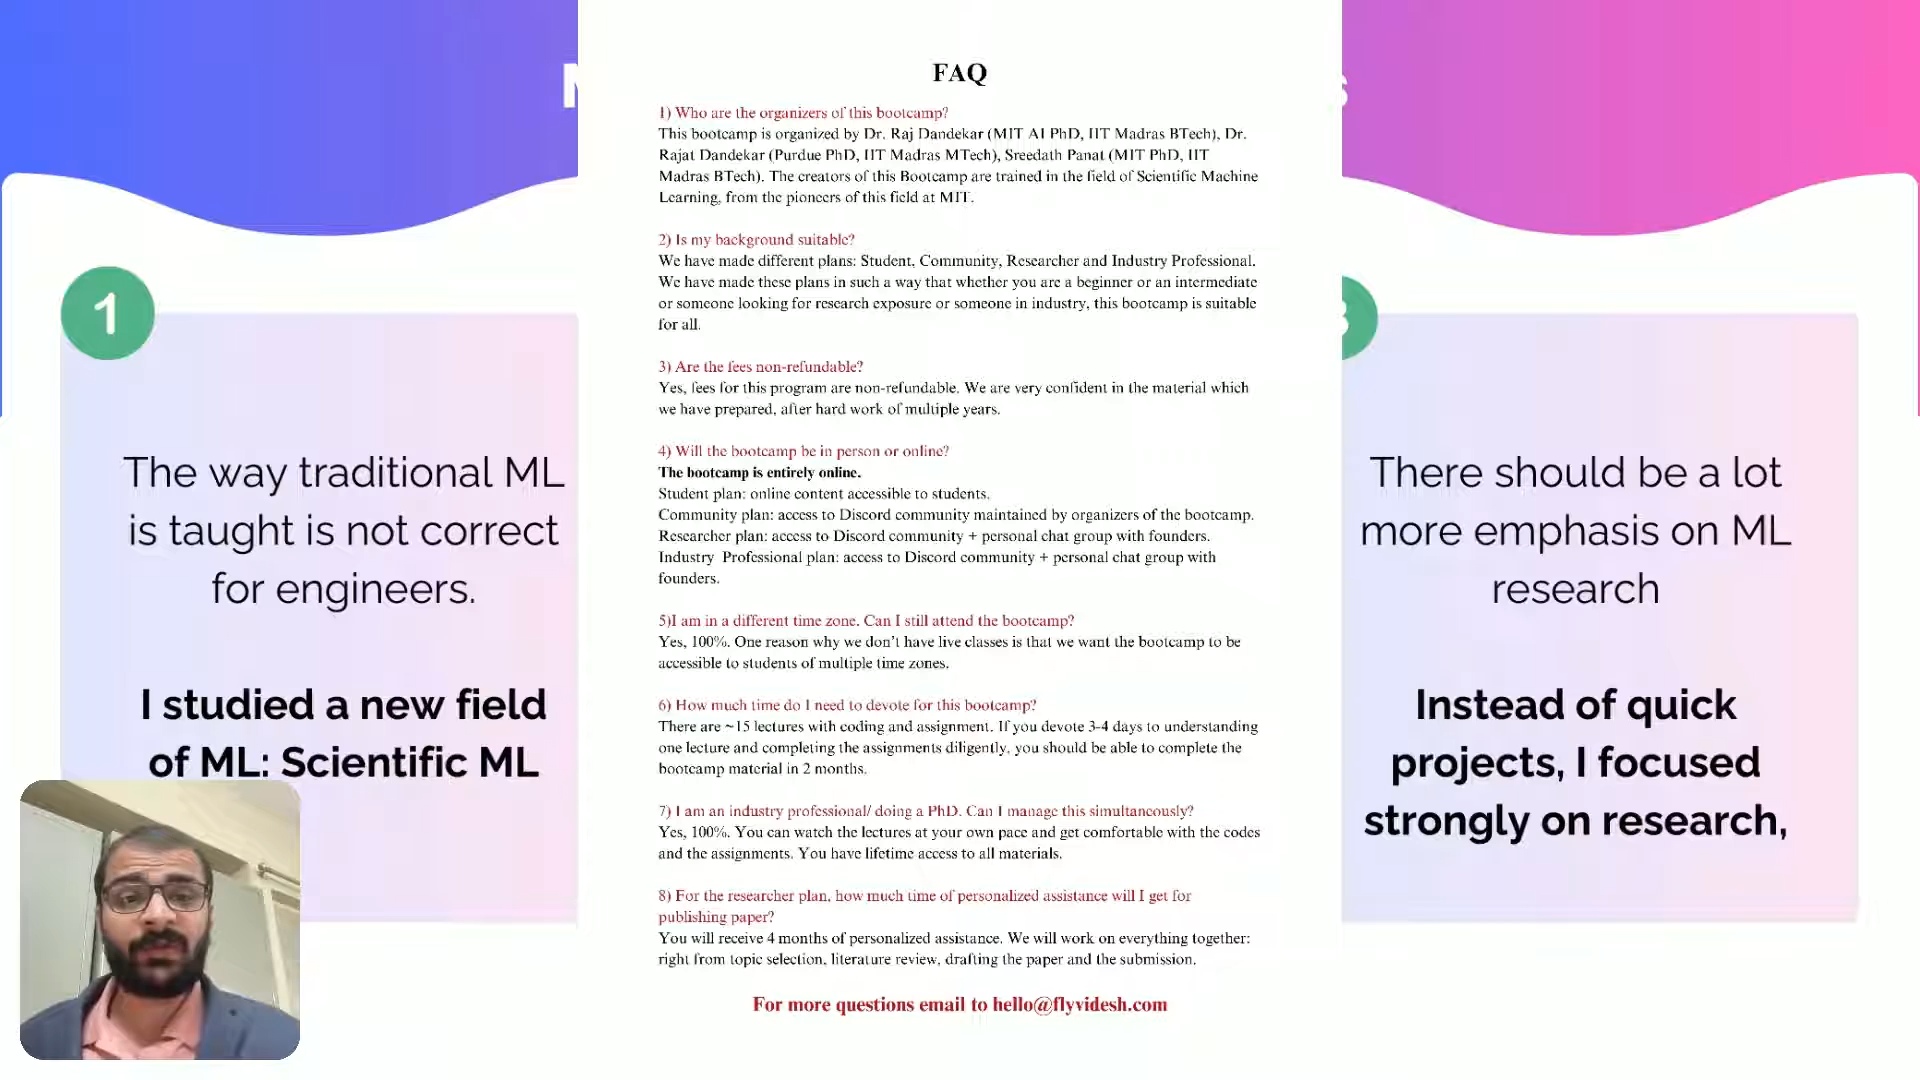 FAQ
1) Who are the organizers of this bootcamp?
This bootcamp is organized by Dr. Raj Dandekar (MIT AI PhD, IIT Madras BTech), Dr.
Rajat Dandekar (Purdue PhD, IIT Madras MTech), Sreedath Panat (MIT PhD, IIT
Madras BTech). The creators of this Bootcamp are trained in the field of Scientific Machine
Learning, from the pioneers of this field at MIT.
2) Is my background suitable?
We have made different plans: Student, Community, Researcher and Industry Professional.
We have made these plans in such a way that whether you are a beginner or an intermediate
or someone looking for research exposure or someone in industry, this bootcamp is suitable
for all.
3) Are the fees non-refundable?
Yes, fees for this program are non-refundable. We are very confident in the material which
we have prepared, after hard work of multiple years.
4) Will the bootcamp be in person or online?
The bootcamp is entirely online.
Student plan: online content accessible to students.
Community plan: access to Discord community maintained by organizers of the bootcamp.
Researcher plan: access to Discord community + personal chat group with founders.
Industry Professional plan: access to Discord community + personal chat group with
founders.
5)I am in a different time zone. Can I still attend the bootcamp?
Yes, 100%. One reason why we don't have live classes is that we want the bootcamp to be
accessible to students of multiple time zones.
6) How much time do I need to devote for this bootcamp?
There are ~15 lectures with coding and assignment. If you devote 3-4 days to understanding
one lecture and completing the assignments diligently, you should be able to complete the
bootcamp material in 2 months.
7) I am an industry professional/ doing a PhD. Can I manage this simultaneously?
Yes, 100%. You can watch the lectures at your own pace and get comfortable with the codes
and the assignments. You have lifetime access to all materials.
8) For the researcher plan, how much time of personalized assistance will I get for
publishing paper?
You will receive 4 months of personalized assistance. We will work on everything together:
right from topic selection, literature review, drafting the paper and the submission.
For more questions email to hello@flyvidesh.com
1
The way traditional ML
is taught is not correct
for engineers.
I studied a new field
of ML: Scientific ML
There should be a lot
more emphasis on ML
research
Instead of quick
projects, I focused
strongly on research,